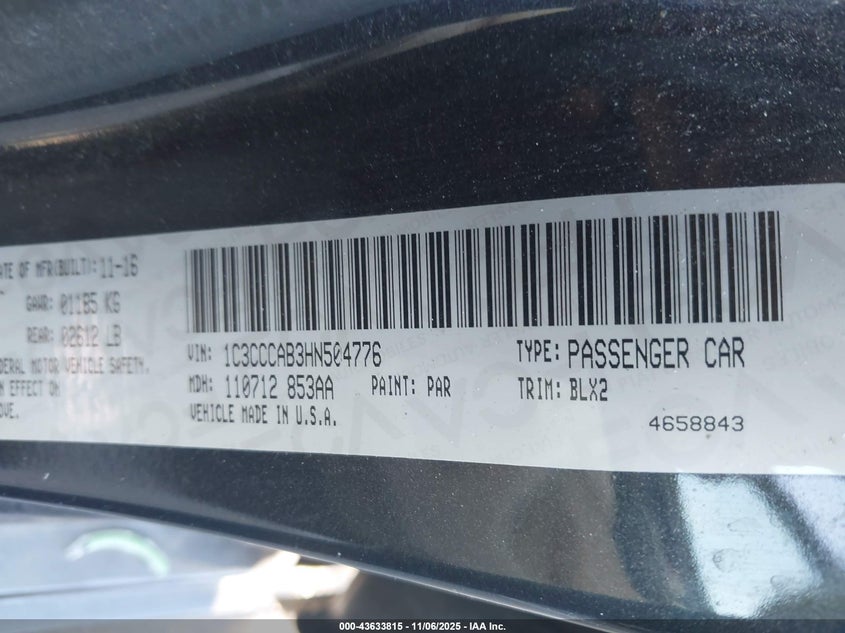 ATE OF MFR(BUILT): 11-16
GAWR: 01185 KG
REAR: 02612 LB
DERAL MOTOR VEHICLE SAFETY,
N EFFECT ON
OVE.
VIN: 1C3CCCAB3HN504776
TYPE: PASSENGER CAR
MDH: 110712 853AA
PAINT: PAR
TRIM: BLX2
VEHICLE MADE IN U.S.A.
4658843
000-43633815 - 11/06/2025 - IAA Inc.